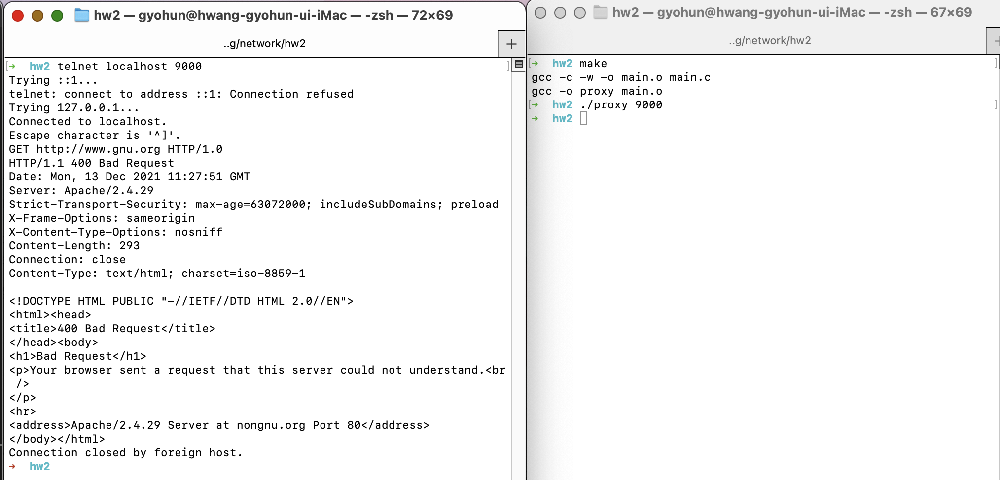 hw2 — gyohun@hwang-gyohun-ui-iMac — -zsh — 72×69
..g/network/hw2
+
[➜  hw2 telnet localhost 9000 ]
Trying ::1...
telnet: connect to address ::1: Connection refused
Trying 127.0.0.1...
Connected to localhost.
Escape character is '^]'.
GET http://www.gnu.org HTTP/1.0
HTTP/1.1 400 Bad Request
Date: Mon, 13 Dec 2021 11:27:51 GMT
Server: Apache/2.4.29
Strict-Transport-Security: max-age=63072000; includeSubDomains; preload
X-Frame-Options: sameorigin
X-Content-Type-Options: nosniff
Content-Length: 293
Connection: close
Content-Type: text/html; charset=iso-8859-1

<!DOCTYPE HTML PUBLIC "-//IETF//DTD HTML 2.0//EN">
<html><head>
<title>400 Bad Request</title>
</head><body>
<h1>Bad Request</h1>
<p>Your browser sent a request that this server could not understand.<br
 />
</p>
<hr>
<address>Apache/2.4.29 Server at nongnu.org Port 80</address>
</body></html>
Connection closed by foreign host.
➜  hw2
hw2 — gyohun@hwang-gyohun-ui-iMac — -zsh — 67×69
..g/network/hw2
+
[➜  hw2 make ]
gcc -c -w -o main.o main.c
gcc -o proxy main.o
[➜  hw2 ./proxy 9000 ]
➜  hw2